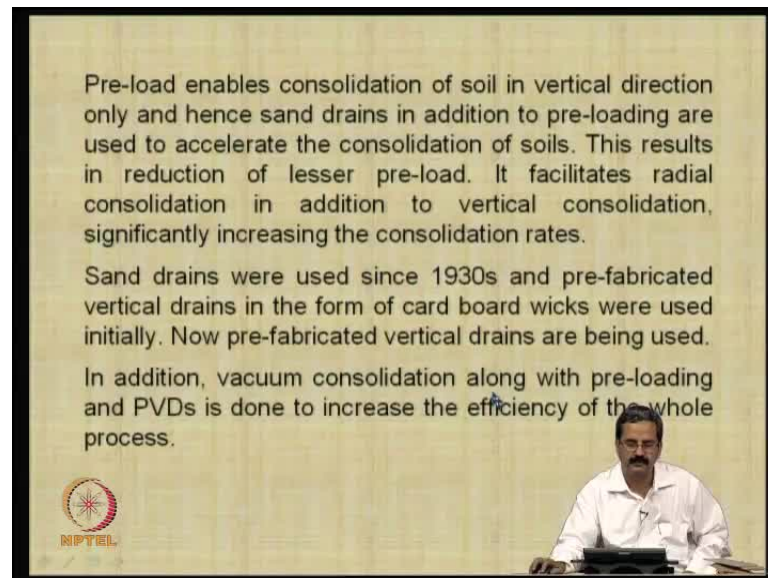 Pre-load enables consolidation of soil in vertical direction
only and hence sand drains in addition to pre-loading are
used to accelerate the consolidation of soils. This results
in reduction of lesser pre-load. It facilitates radial
consolidation in addition to vertical consolidation,
significantly increasing the consolidation rates.
Sand drains were used since 1930s and pre-fabricated
vertical drains in the form of card board wicks were used
initially. Now pre-fabricated vertical drains are being used.
In addition, vacuum consolidation along with pre-loading
and PVDs is done to increase the efficiency of the whole
process.
NPTEL